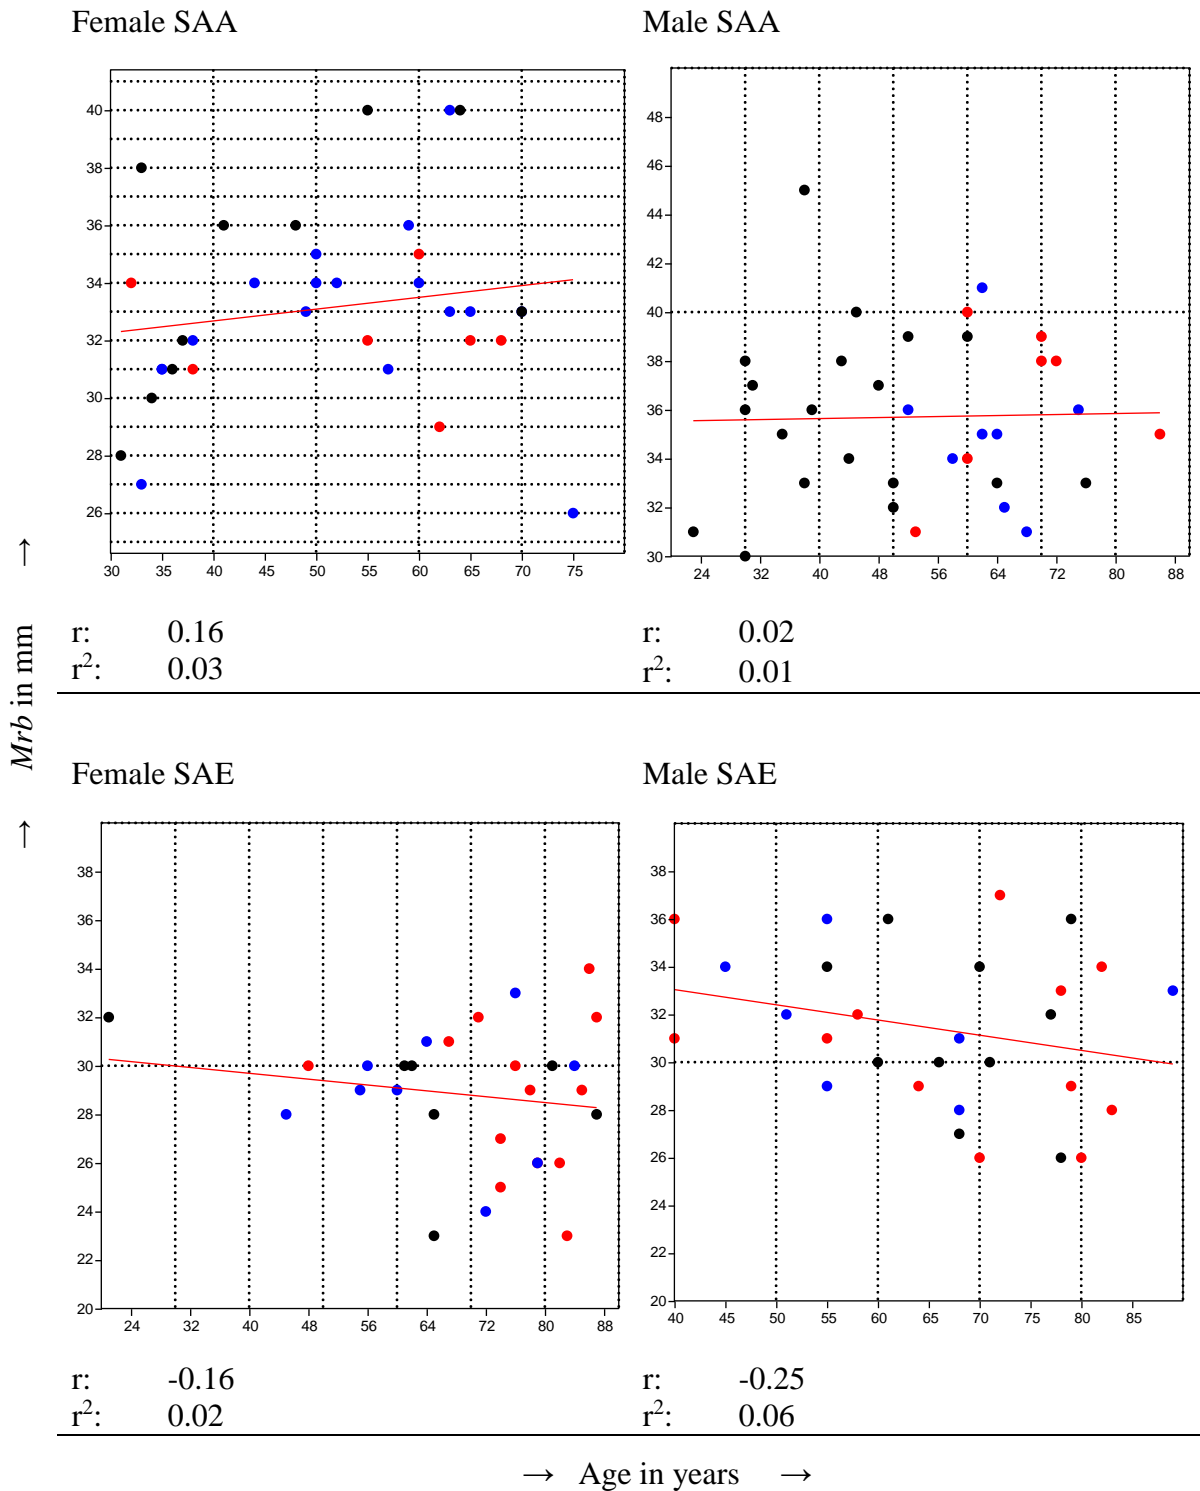 Female SAA
Male SAA
40
38
36
34
32
30
28
26
30 35 40 45 50 55 60 65 70 75
48
46
44
42
40
38
36
34
32
30
24 32 40 48 56 64 72 80 88
r: 0.16
r²: 0.03
r: 0.02
r²: 0.01
→ Mrb in mm →
Female SAE
Male SAE
38
36
34
32
30
28
26
24
22
20
24 32 40 48 56 64 72 80 88
38
36
34
32
30
28
26
24
22
20
40 45 50 55 60 65 70 75 80 85
r: -0.16
r²: 0.02
r: -0.25
r²: 0.06
→ Age in years →